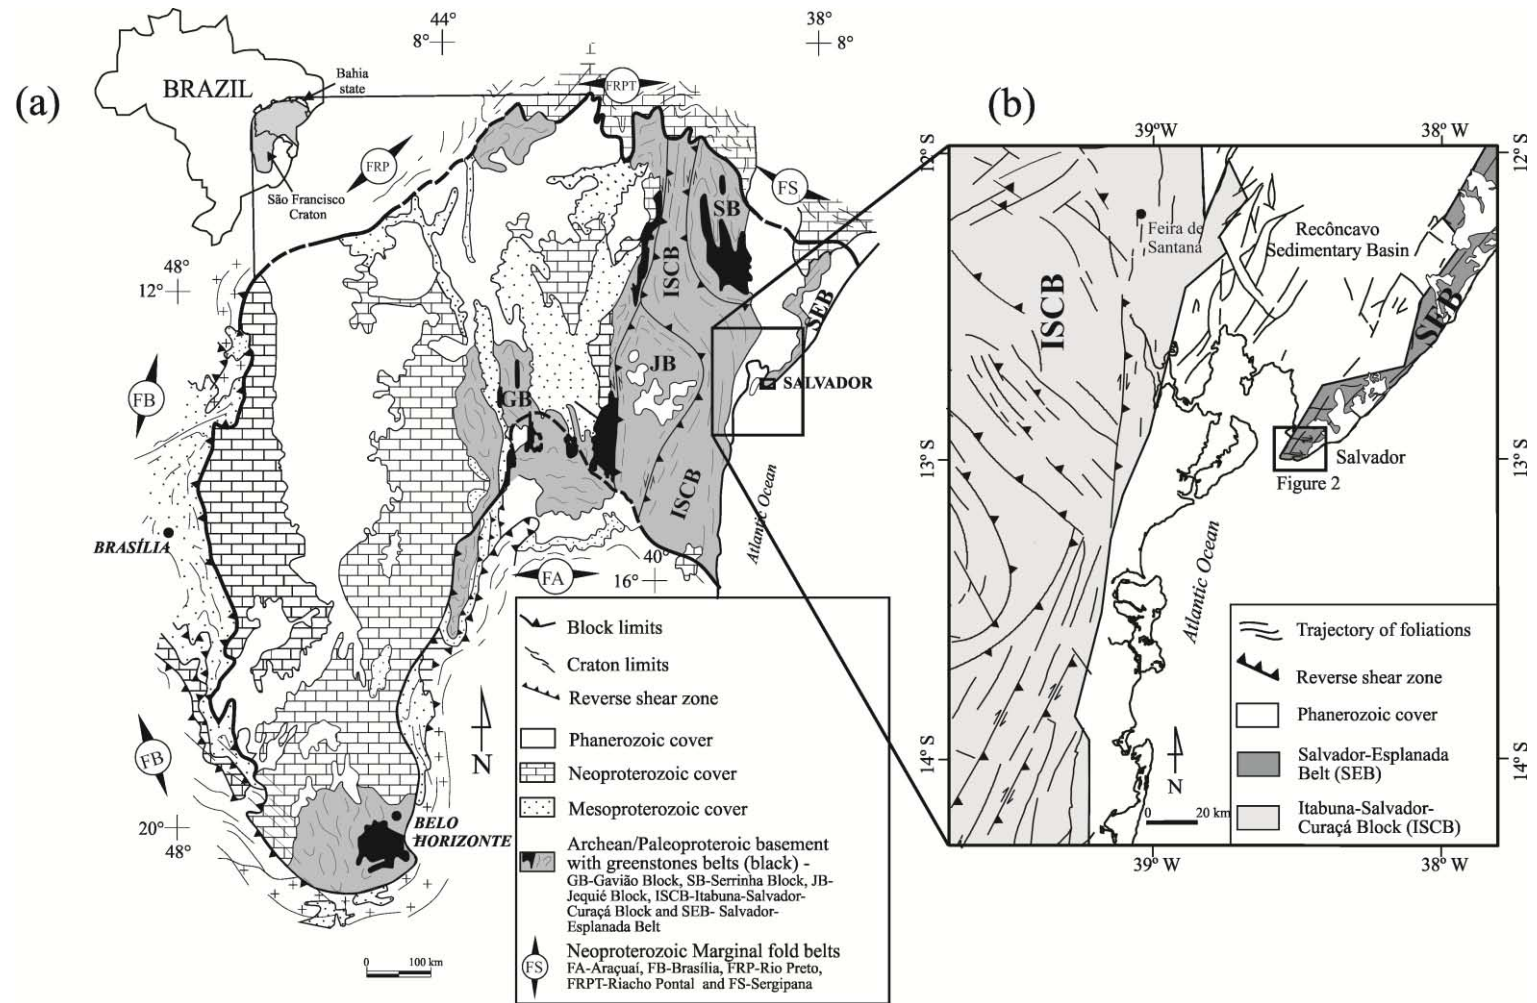 (a)
BRAZIL
Bahia
state
São Francisco
Craton
44°
8°
38°
8°
FRPT
FRP
FS
48°
12°
FB
BRASÍLIA
FB
20°
48°
SB
ISCB
SEB
JB
GB
SALVADOR
ISCB
Atlantic Ocean
40°
16°
FA
N
BELO
HORIZONTE
0 100 km
Block limits
Craton limits
Reverse shear zone
Phanerozoic cover
Neoproterozoic cover
Mesoproterozoic cover
Archean/Paleoproteroic basement
with greenstones belts (black) -
GB-Gavião Block, SB-Serrinha Block, JB-
Jequié Block, ISCB-Itabuna-Salvador-
Curaçá Block and SEB- Salvador-
Esplanada Belt
FS
Neoproterozoic Marginal fold belts
FA-Araçuaí, FB-Brasília, FRP-Rio Preto,
FRPT-Riacho Pontal and FS-Sergipana
(b)
39° W
38° W
12° S
12° S
Feira de
Santana
Recôncavo
Sedimentary Basin
ISCB
SEB
13° S
13° S
Salvador
Figure 2
Atlantic Ocean
14° S
14° S
N
0 20 km
39° W
38° W
Trajectory of foliations
Reverse shear zone
Phanerozoic cover
Salvador-Esplanada
Belt (SEB)
Itabuna-Salvador-
Curaçá Block (ISCB)